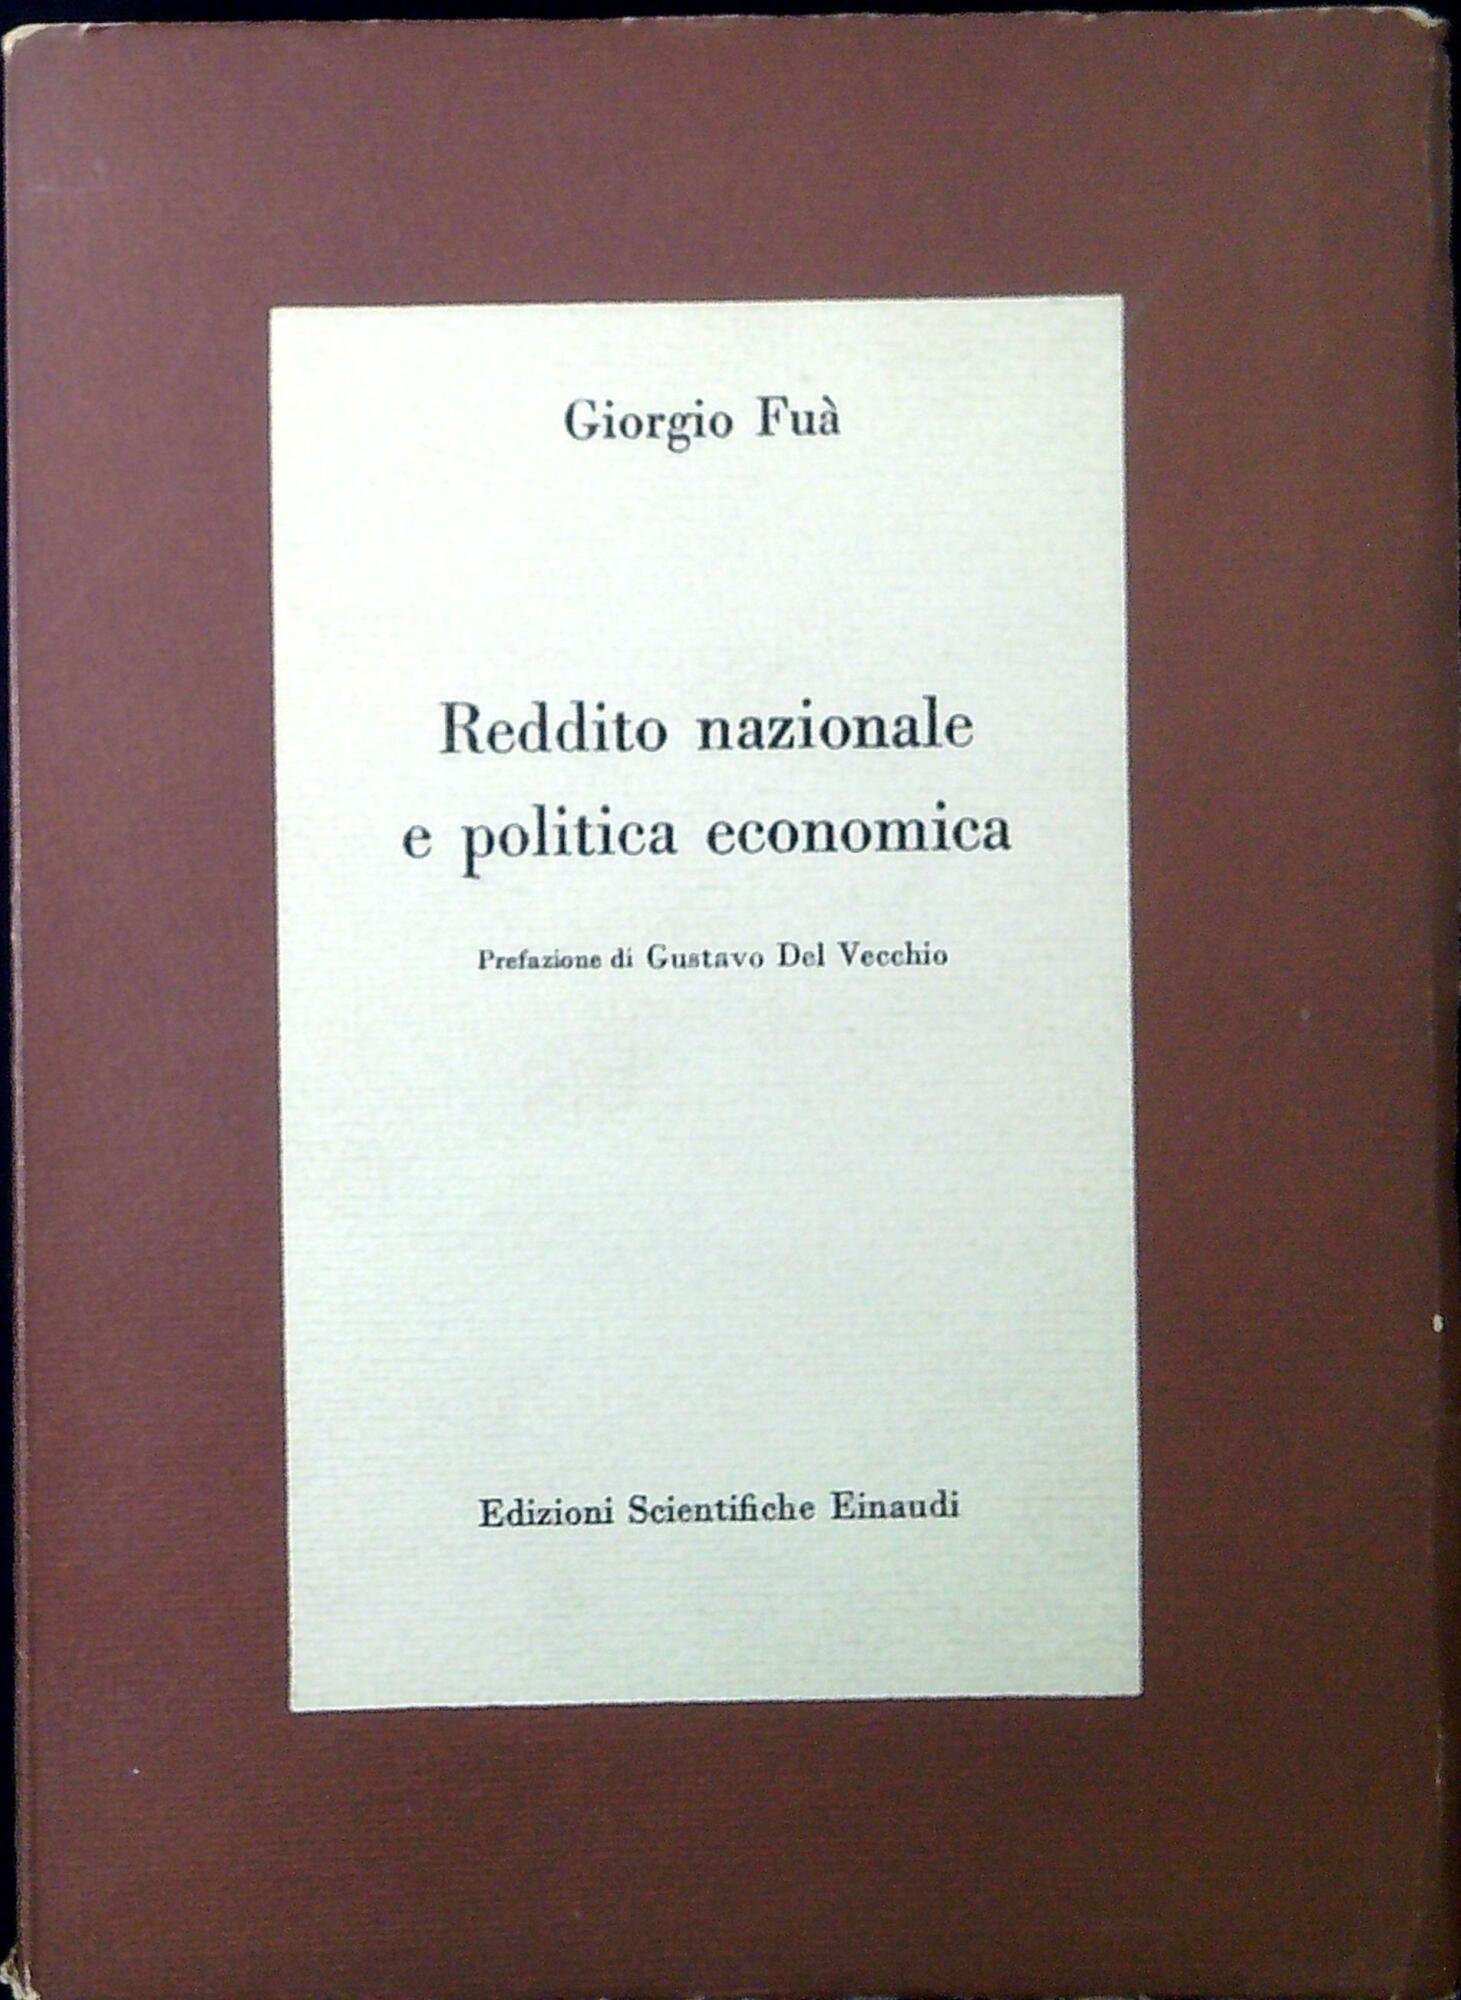 Giorgio Fuà
Reddito nazionale
e politica economica
Prefazione di Gustavo Del Vecchio
Edizioni Scientifiche Einaudi